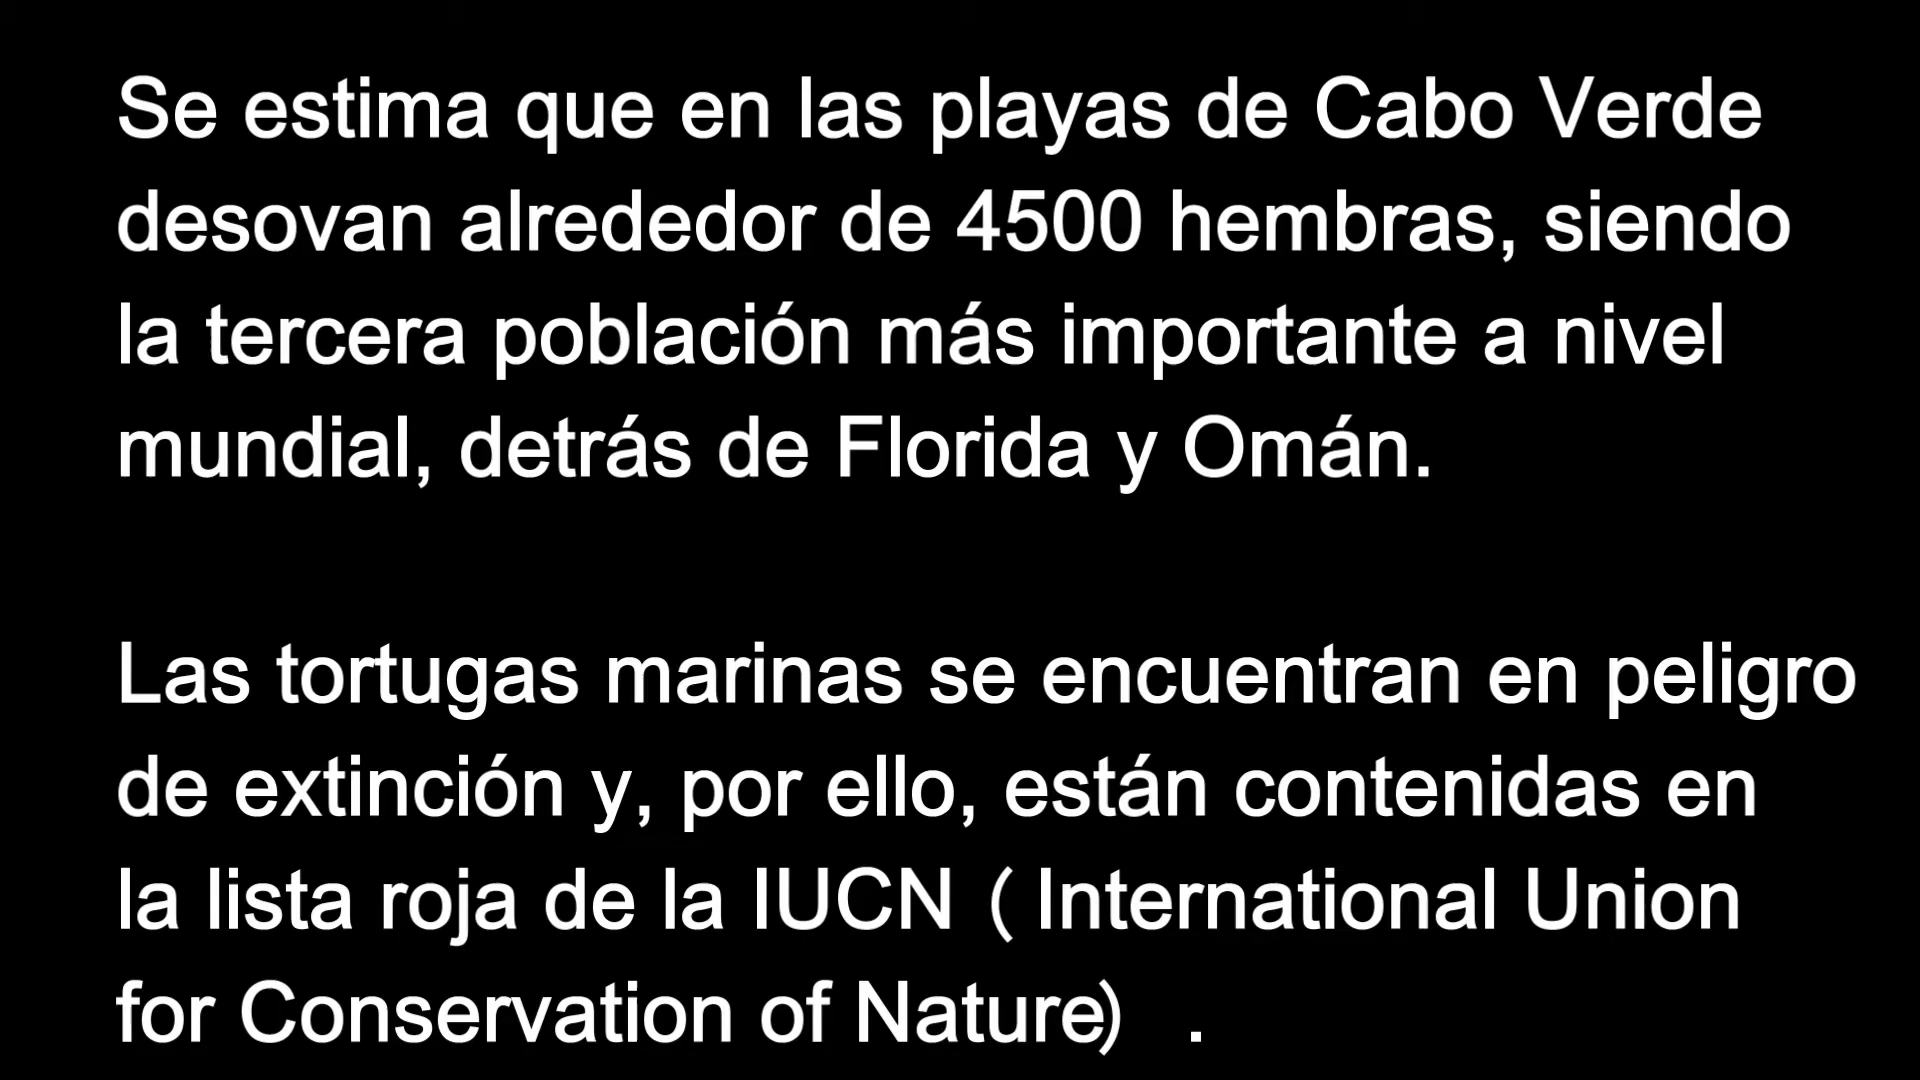 Se estima que en las playas de Cabo Verde
desovan alrededor de 4500 hembras, siendo
la tercera población más importante a nivel
mundial, detrás de Florida y Omán.
Las tortugas marinas se encuentran en peligro
de extinción y, por ello, están contenidas en
la lista roja de la IUCN ( International Union
for Conservation of Nature) .